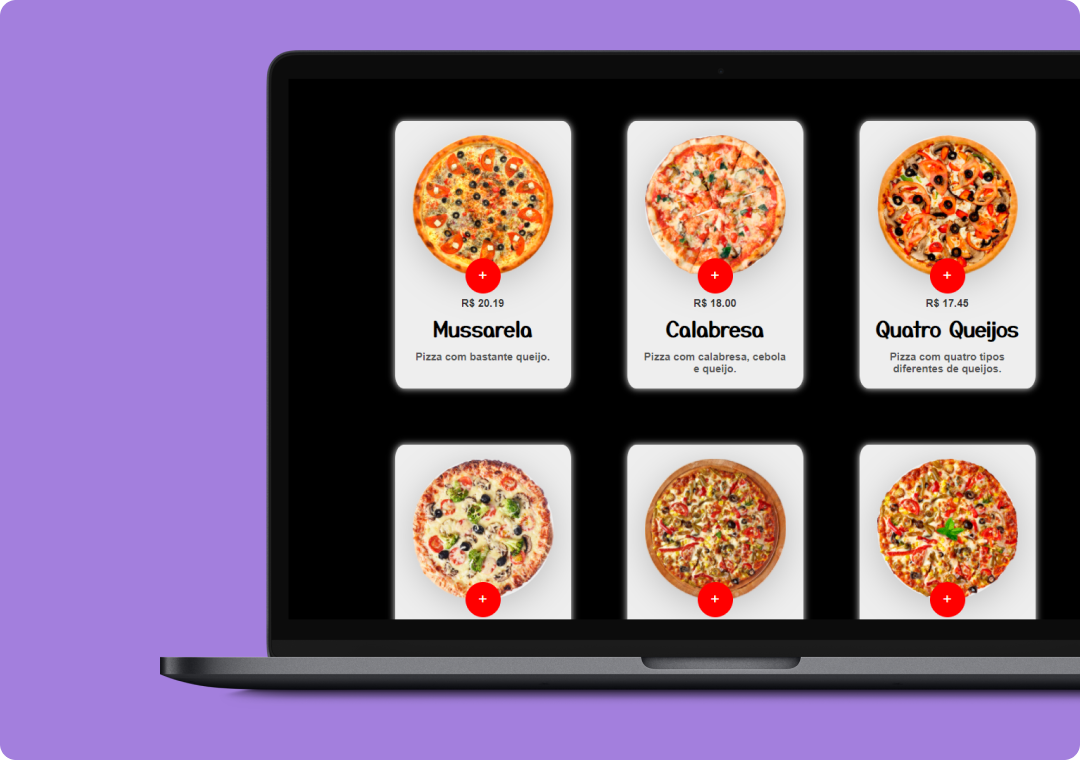 +
R$ 20.19
Mussarela
Pizza com bastante queijo.
+
R$ 18.00
Calabresa
Pizza com calabresa, cebola
e queijo.
+
R$ 17.45
Quatro Queijos
Pizza com quatro tipos
diferentes de queijos.
+
+
+